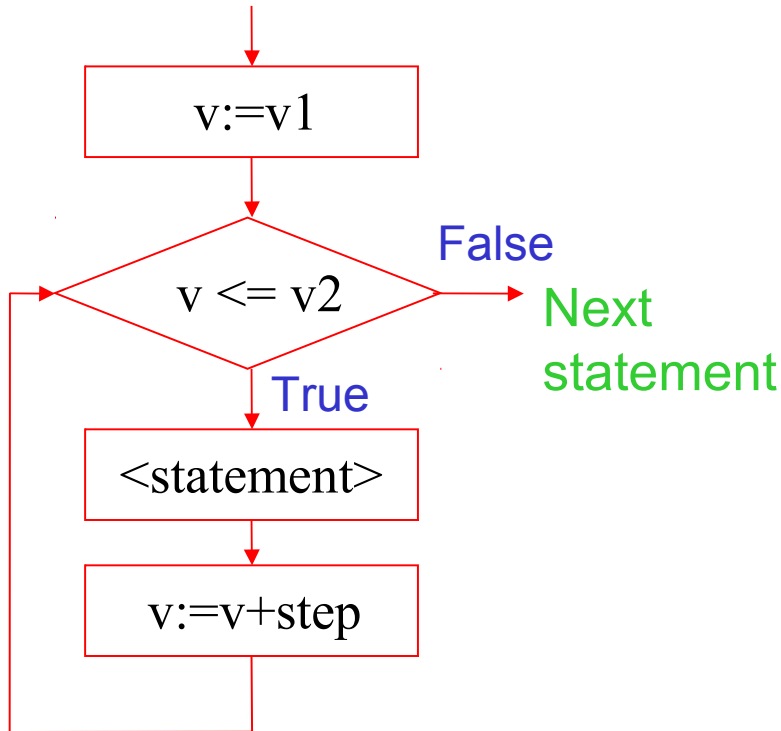 v:=v1
False
v <= v2
Next
statement
True
<statement>
v:=v+step